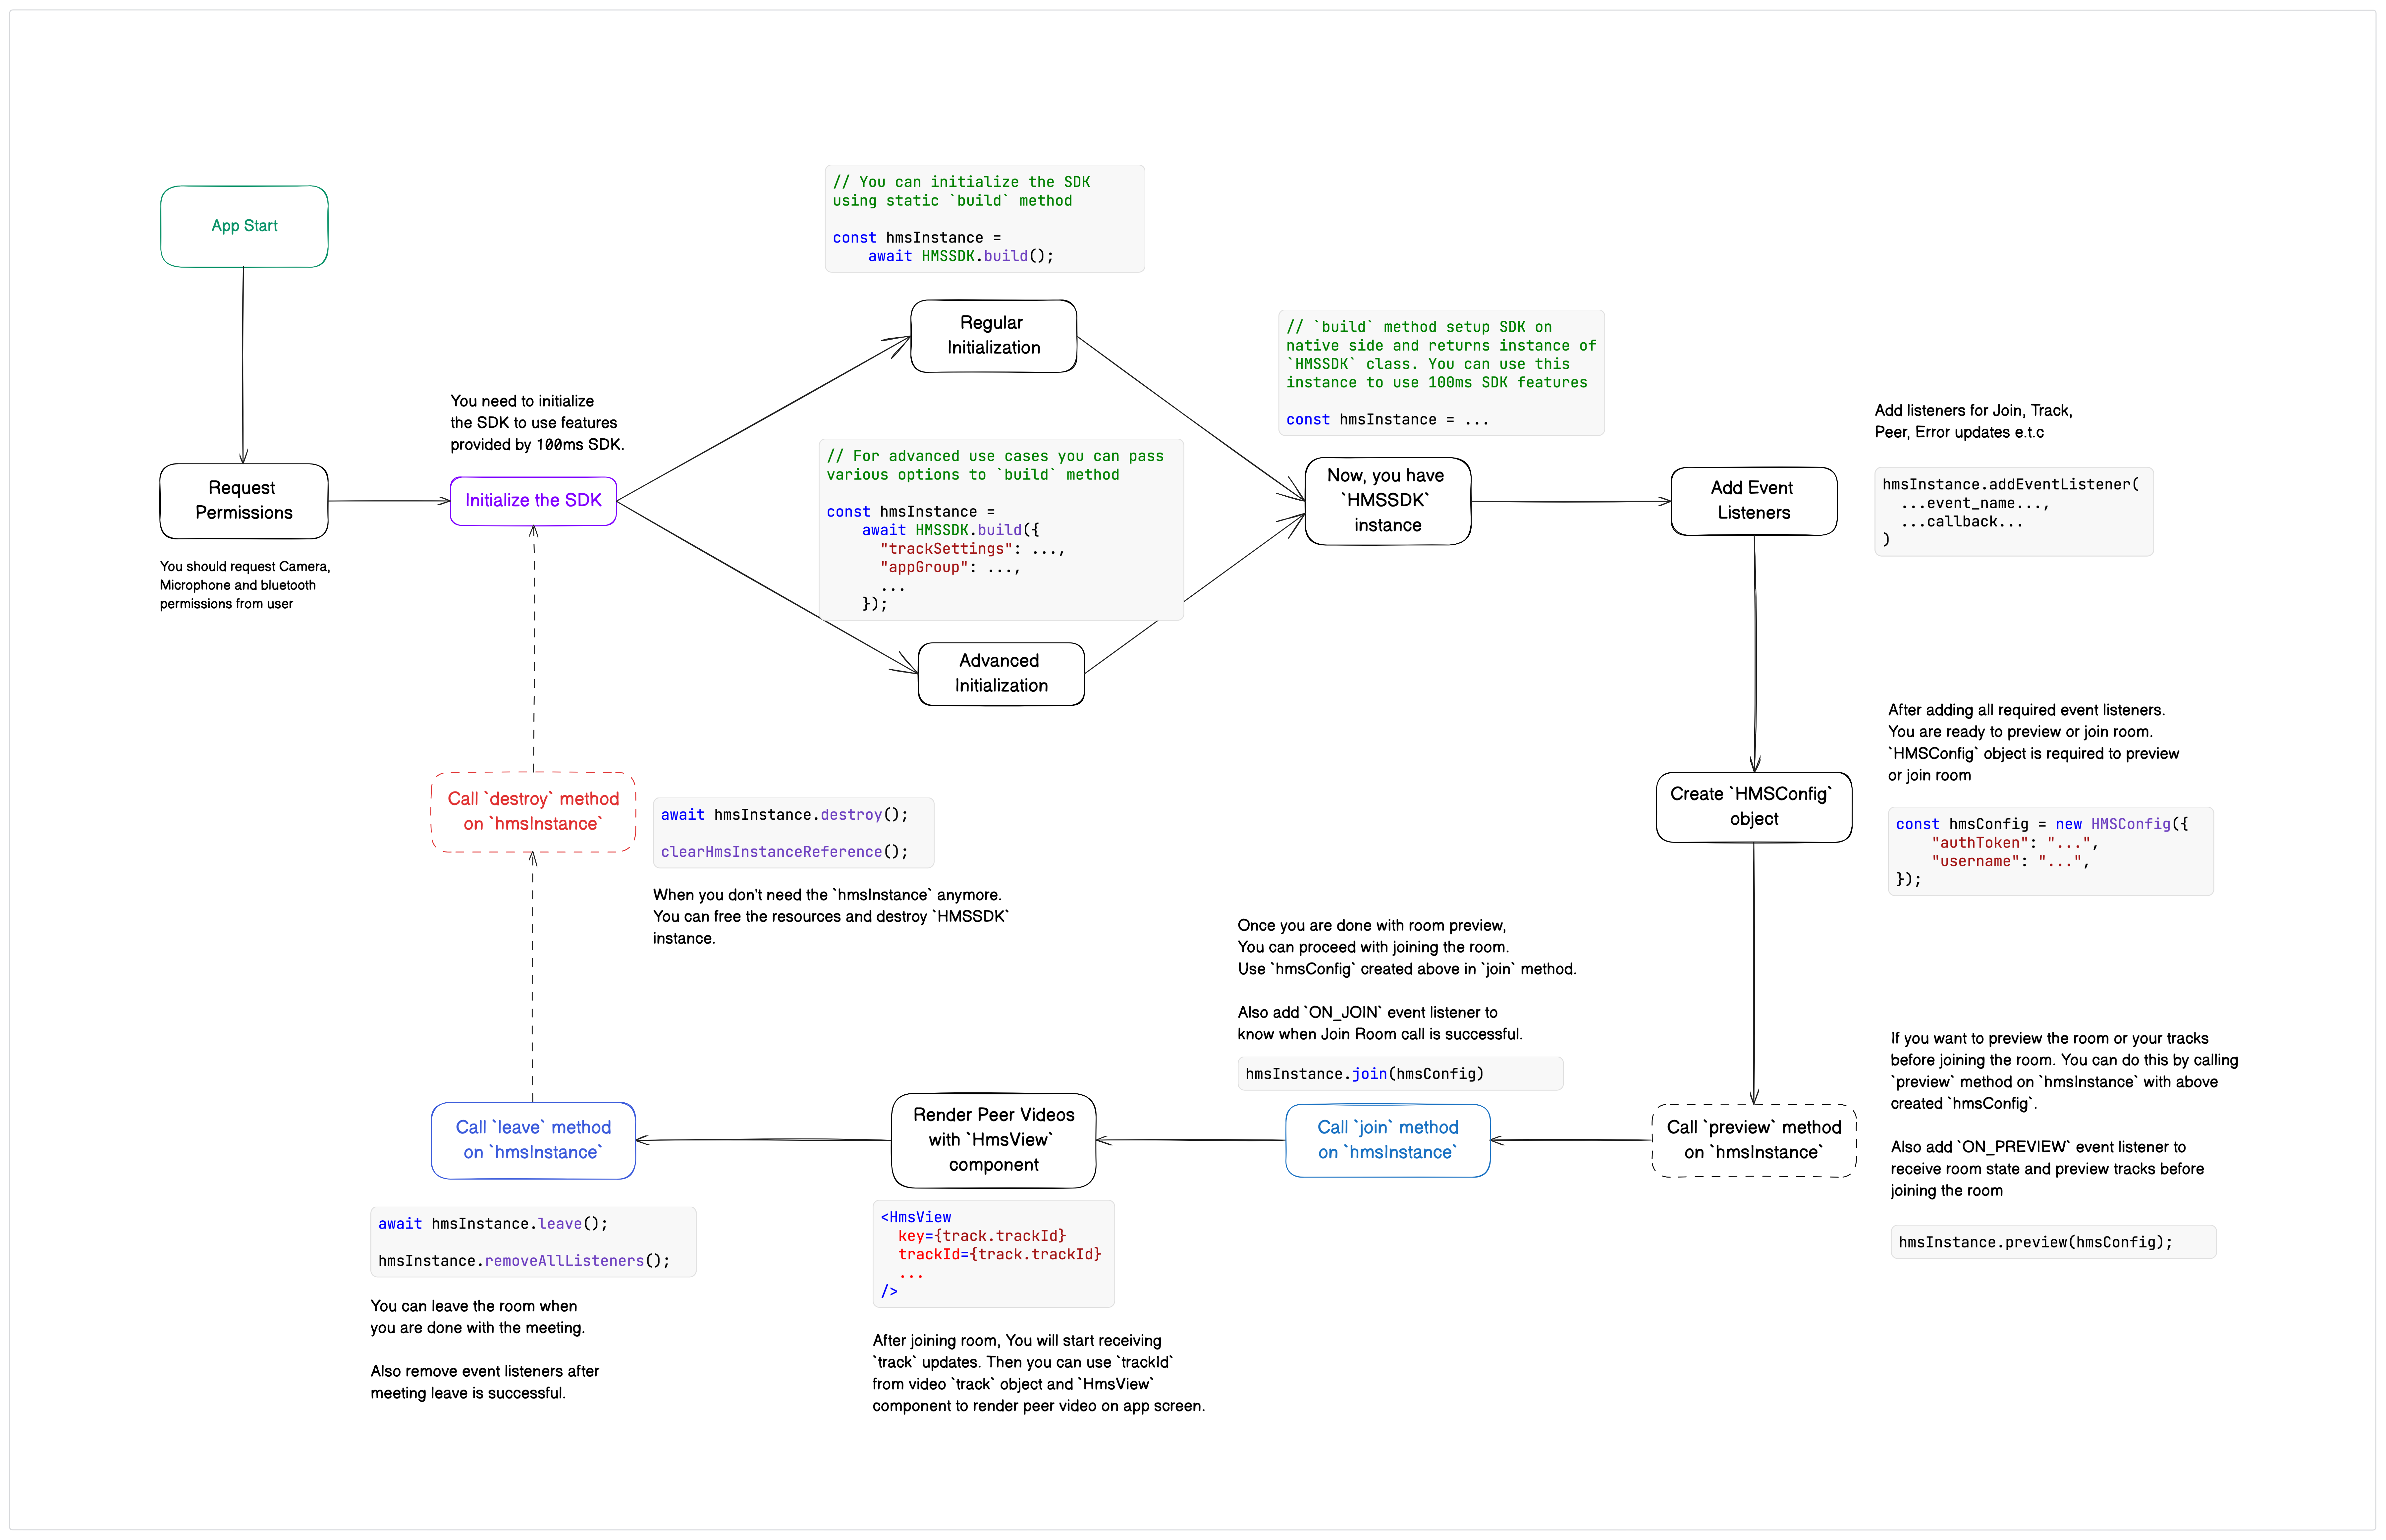 App Start
Request
Permissions
You should request Camera,
Microphone and bluetooth
permissions from user
You need to initialize
the SDK to use features
provided by 100ms SDK.
Initialize the SDK
// You can initialize the SDK
using static `build` method
const hmsInstance =
    await HMSSDK.build();
Regular
Initialization
// For advanced use cases you can pass
various options to `build` method
const hmsInstance =
    await HMSSDK.build({
      "trackSettings": ...,
      "appGroup": ...,
      ...
    });
Advanced
Initialization
// `build` method setup SDK on
native side and returns instance of
`HMSSDK` class. You can use this
instance to use 100ms SDK features
const hmsInstance = ...
Now, you have
`HMSSDK`
instance
Add Event
Listeners
Add listeners for Join, Track,
Peer, Error updates e.t.c
hmsInstance.addEventListener(
  ...event_name...,
  ...callback...
)
Create `HMSConfig`
object
After adding all required event listeners.
You are ready to preview or join room.
`HMSConfig` object is required to preview
or join room
const hmsConfig = new HMSConfig({
    "authToken": "...",
    "username": "...",
});
Call `preview` method
on `hmsInstance`
If you want to preview the room or your tracks
before joining the room. You can do this by calling
`preview` method on `hmsInstance` with above
created `hmsConfig`.
Also add `ON_PREVIEW` event listener to
receive room state and preview tracks before
joining the room
hmsInstance.preview(hmsConfig);
Once you are done with room preview,
You can proceed with joining the room.
Use `hmsConfig` created above in `join` method.
Also add `ON_JOIN` event listener to
know when Join Room call is successful.
hmsInstance.join(hmsConfig)
Call `join` method
on `hmsInstance`
Render Peer Videos
with `HmsView`
component
<HmsView
  key={track.trackId}
  trackId={track.trackId}
  ...
/>
After joining room, You will start receiving
`track` updates. Then you can use `trackId`
from video `track` object and `HmsView`
component to render peer video on app screen.
Call `leave` method
on `hmsInstance`
await hmsInstance.leave();
hmsInstance.removeAllListeners();
You can leave the room when
you are done with the meeting.
Also remove event listeners after
meeting leave is successful.
Call `destroy` method
on `hmsInstance`
await hmsInstance.destroy();
clearHmsInstanceReference();
When you don't need the `hmsInstance` anymore.
You can free the resources and destroy `HMSSDK`
instance.